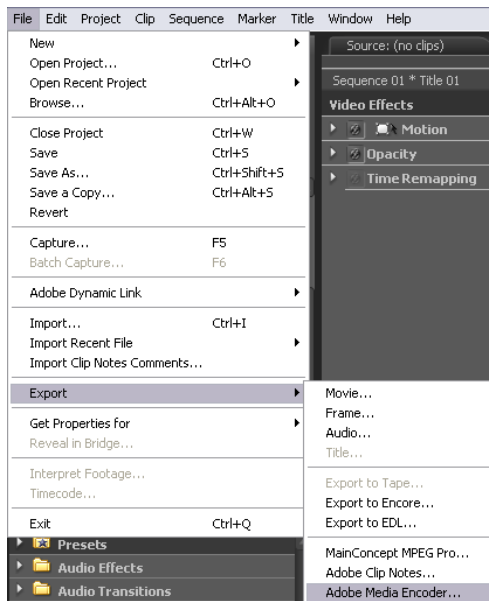 File Edit Project Clip Sequence Marker Title Window Help
New
Open Project... Ctrl+O
Open Recent Project
Browse... Ctrl+Alt+O
Close Project Ctrl+W
Save Ctrl+S
Save As... Ctrl+Shift+S
Save a Copy... Ctrl+Alt+S
Revert
Capture... F5
Batch Capture... F6
Adobe Dynamic Link
Import... Ctrl+I
Import Recent File
Import Clip Notes Comments...
Export
Get Properties for
Reveal in Bridge...
Interpret Footage...
Timecode...
Exit Ctrl+Q
Presets
Audio Effects
Audio Transitions
Source: (no clips)
Sequence 01 * Title 01
Video Effects
Motion
Opacity
Time Remapping
Movie...
Frame...
Audio...
Title...
Export to Tape...
Export to Encore...
Export to EDL...
MainConcept MPEG Pro...
Adobe Clip Notes...
Adobe Media Encoder...